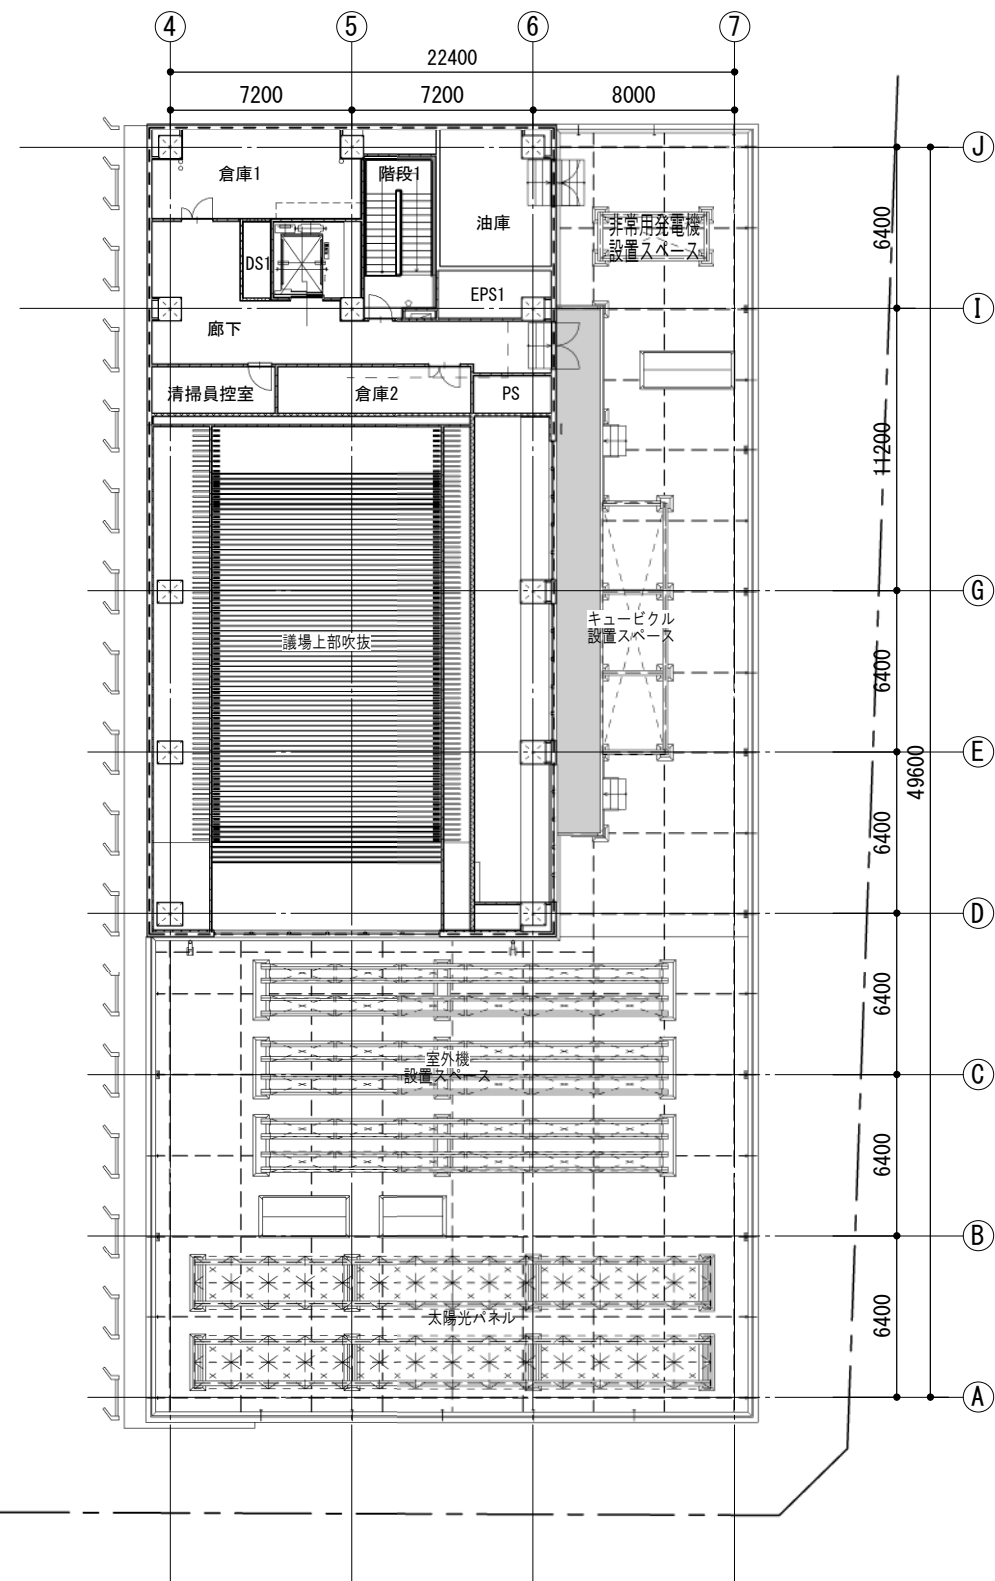 4 5 6 7
22400
7200 7200 8000
J
倉庫1
階段1
油庫
非常用発電機
設置スペース
6400
DS1
EPS1
I
廊下
清掃員控室
倉庫2
PS
11200
G
キュービクル
設置スペース
議場上部吹抜
6400
E
49600
6400
D
6400
室外機
設置スペース
C
6400
B
太陽光パネル
6400
A